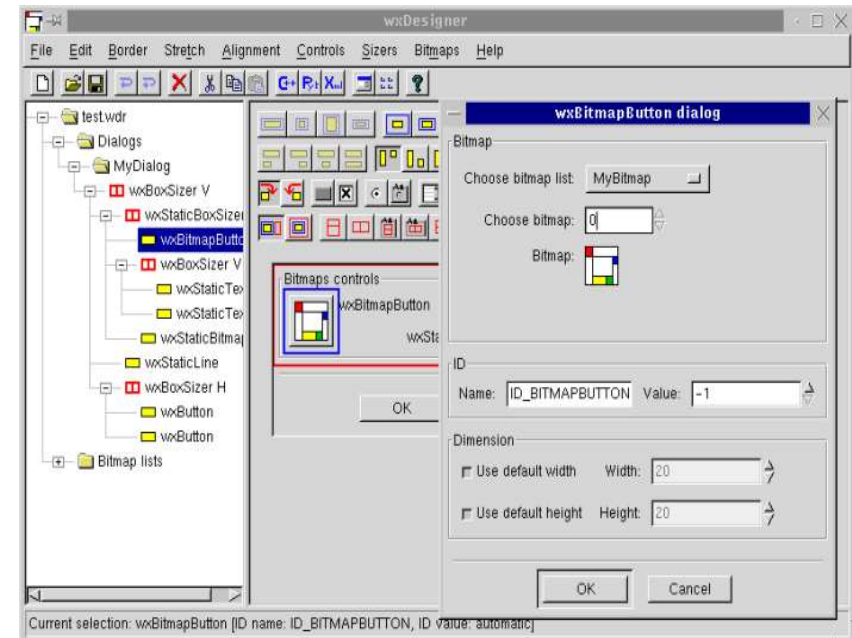 wxDesigner
File Edit Border Stretch Alignment Controls Sizers Bitmaps Help
C++ Py
test.wdr
Dialogs
MyDialog
wxBoxSizer V
wxStaticBoxSizer
wxBitmapButto
wxBoxSizer V
wxStaticTex
wxStaticTex
wxStaticBitmap
wxStaticLine
wxBoxSizer H
wxButton
wxButton
Bitmap lists
Bitmaps controls
wxBitmapButton
wxSta
OK
wxBitmapButton dialog
Bitmap
Choose bitmap list: MyBitmap
Choose bitmap: 0
Bitmap:
ID
Name: ID_BITMAPBUTTON Value: -1
Dimension
Use default width Width: 20
Use default height Height: 20
OK Cancel
Current selection: wxBitmapButton [ID name: ID_BITMAPBUTTON, ID value: automatic]